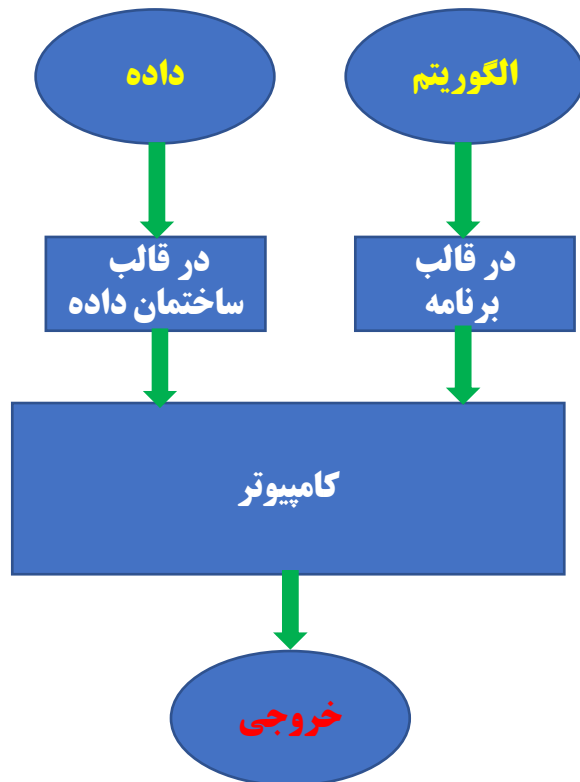 الگوریتم
داده
در قالب
برنامه
در قالب
ساختمان داده
کامپیوتر
خروجی